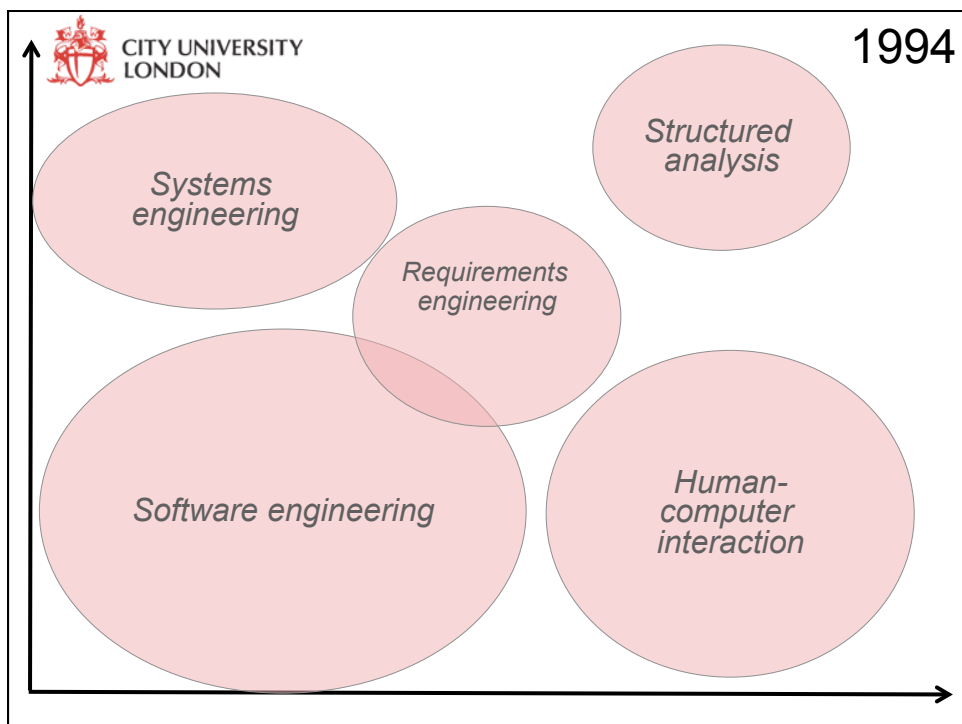 CITY UNIVERSITY
LONDON
1994
Structured
analysis
Systems
engineering
Requirements
engineering
Software engineering
Human-
computer
interaction